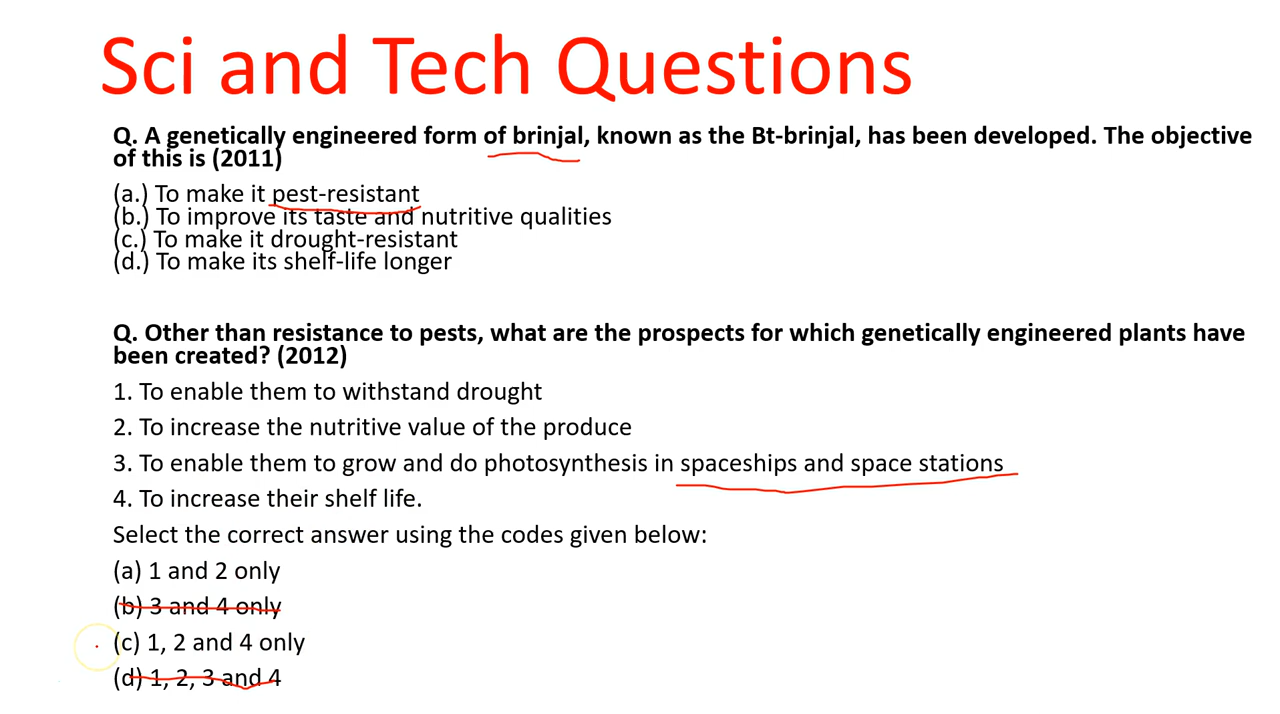 Sci and Tech Questions
Q. A genetically engineered form of brinjal, known as the Bt-brinjal, has been developed. The objective
of this is (2011)
(a.) To make it pest-resistant
(b.) To improve its taste and nutritive qualities
(c.) To make it drought-resistant
(d.) To make its shelf-life longer
Q. Other than resistance to pests, what are the prospects for which genetically engineered plants have
been created? (2012)
1. To enable them to withstand drought
2. To increase the nutritive value of the produce
3. To enable them to grow and do photosynthesis in spaceships and space stations
4. To increase their shelf life.
Select the correct answer using the codes given below:
(a) 1 and 2 only
(b) 3 and 4 only
(c) 1, 2 and 4 only
(d) 1, 2, 3 and 4